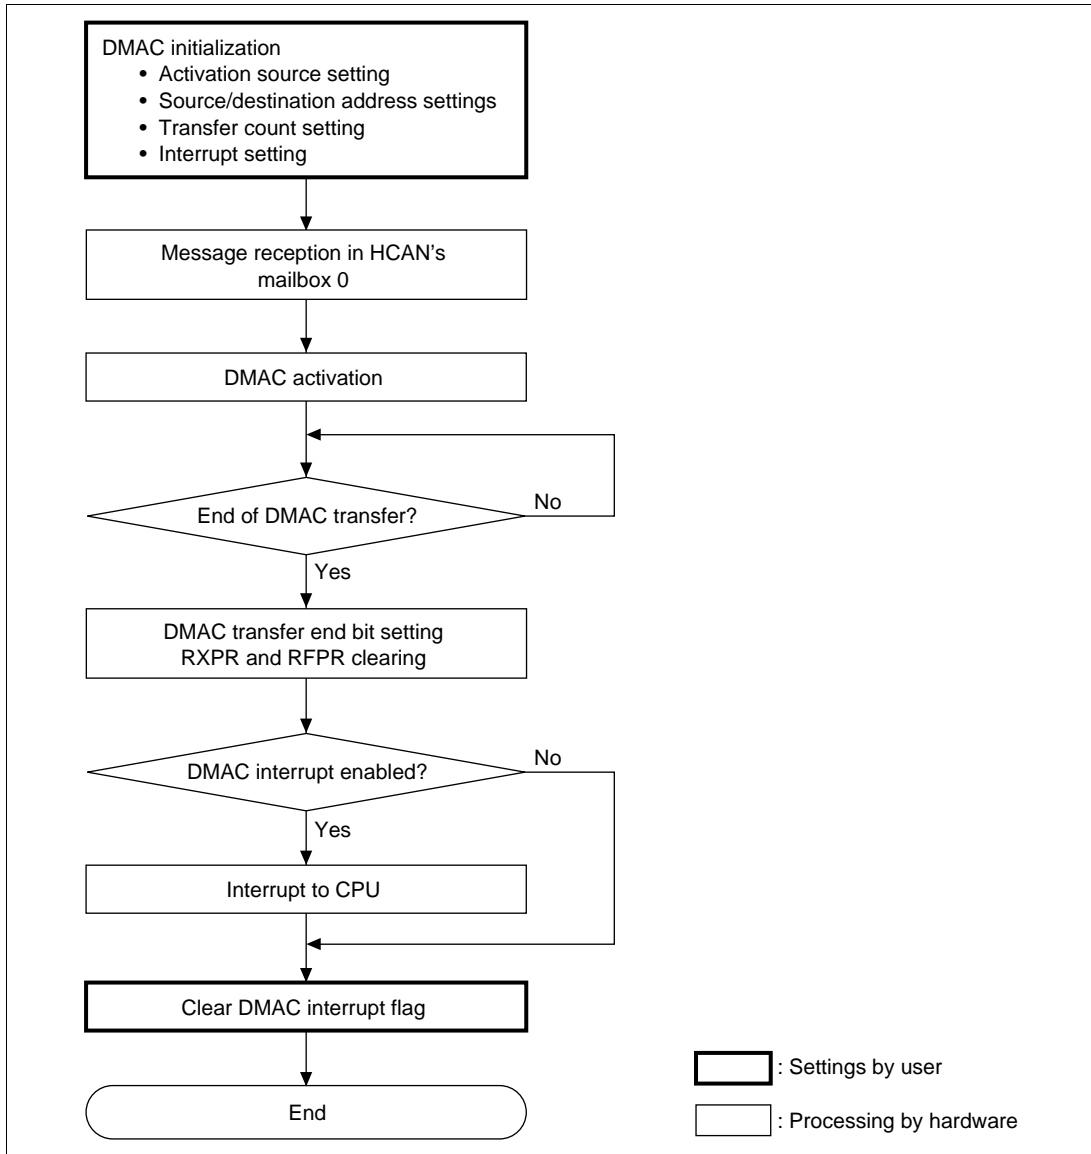 DMAC initialization
• Activation source setting
• Source/destination address settings
• Transfer count setting
• Interrupt setting
Message reception in HCAN's
mailbox 0
DMAC activation
End of DMAC transfer?
No
Yes
DMAC transfer end bit setting
RXPR and RFPR clearing
DMAC interrupt enabled?
No
Yes
Interrupt to CPU
Clear DMAC interrupt flag
End
: Settings by user
: Processing by hardware